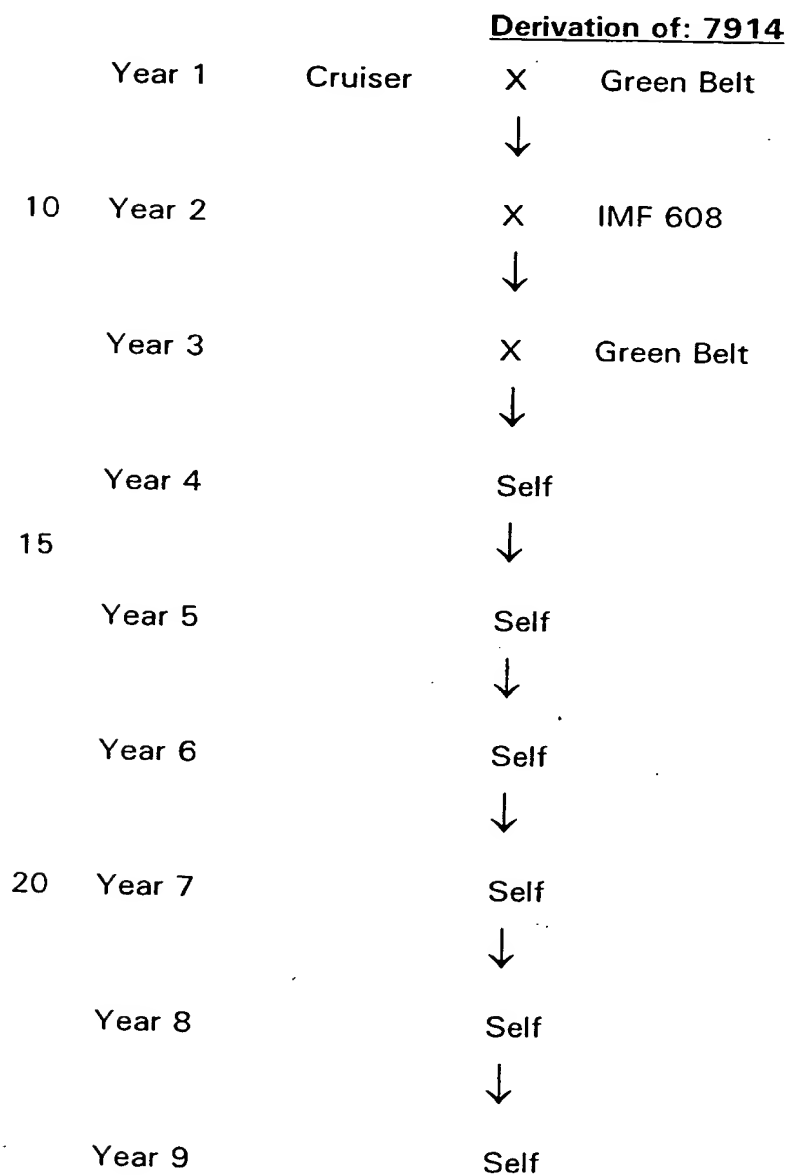 Derivation of: 7914
Year 1 Cruiser X Green Belt
↓
10 Year 2 X IMF 608
↓
Year 3 X Green Belt
↓
Year 4 Self
15 ↓
Year 5 Self
↓
Year 6 Self
↓
20 Year 7 Self
↓
Year 8 Self
↓
Year 9 Self